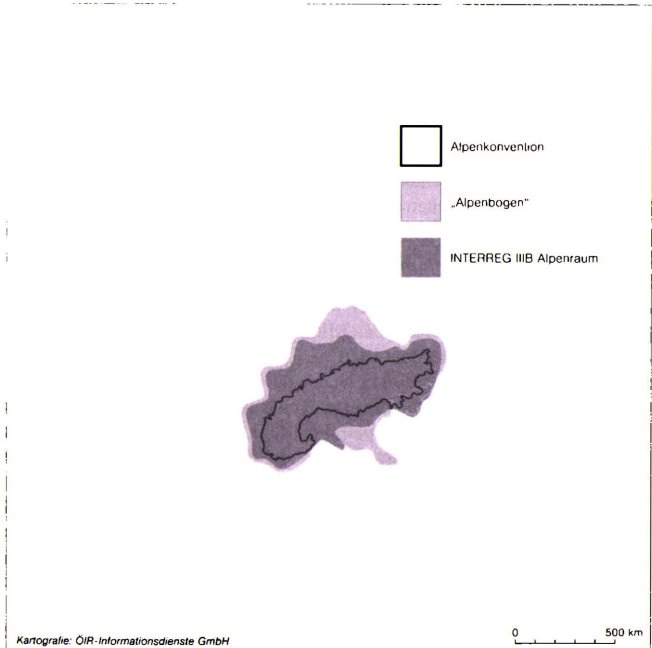 Alpenkonvention
„Alpenbogen“
INTERREG IIIB Alpenraum
Kartografie: ÖIR-Informationsdienste GmbH
0 500 km